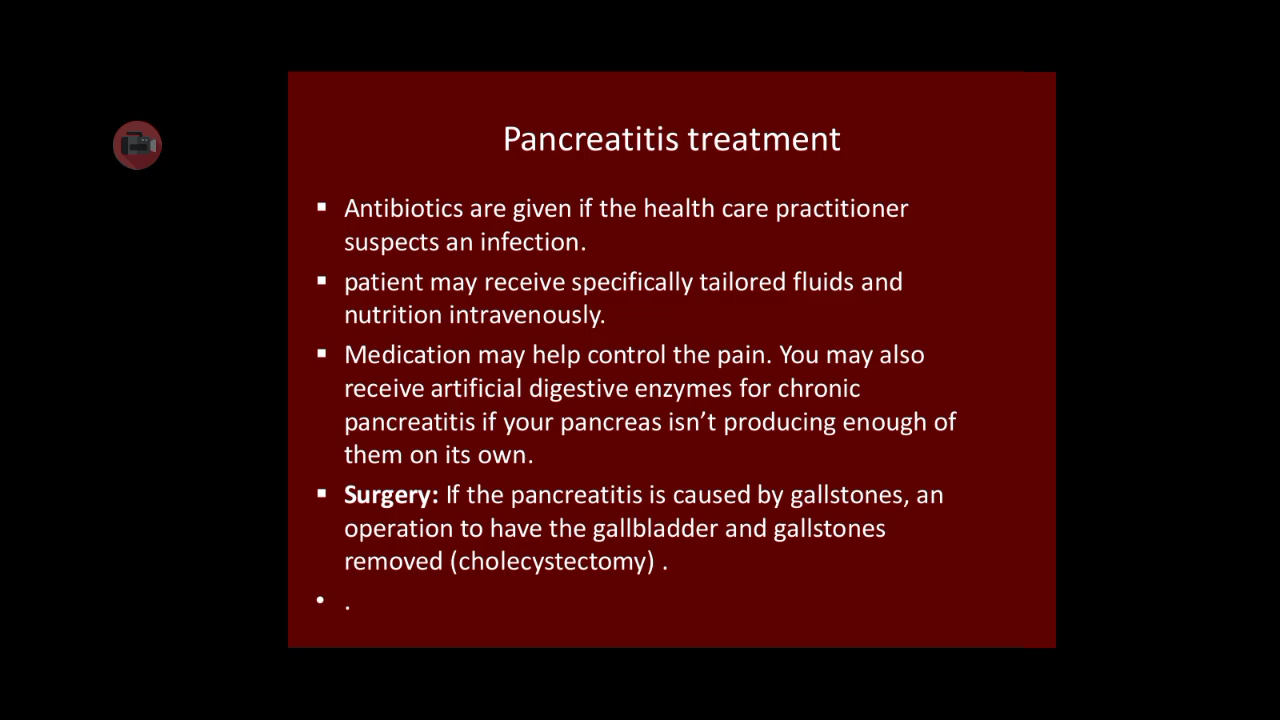 Pancreatitis treatment
▪ Antibiotics are given if the health care practitioner
suspects an infection.
▪ patient may receive specifically tailored fluids and
nutrition intravenously.
▪ Medication may help control the pain. You may also
receive artificial digestive enzymes for chronic
pancreatitis if your pancreas isn’t producing enough of
them on its own.
▪ Surgery: If the pancreatitis is caused by gallstones, an
operation to have the gallbladder and gallstones
removed (cholecystectomy) .
• .